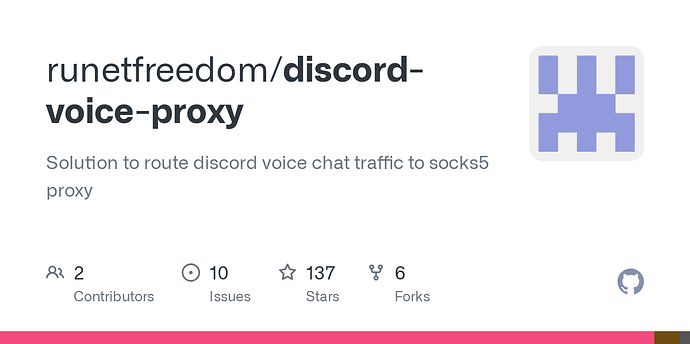 runetfreedom/discord-
voice-proxy
Solution to route discord voice chat traffic to socks5
proxy
2 10 137 6
Contributors Issues Stars Forks